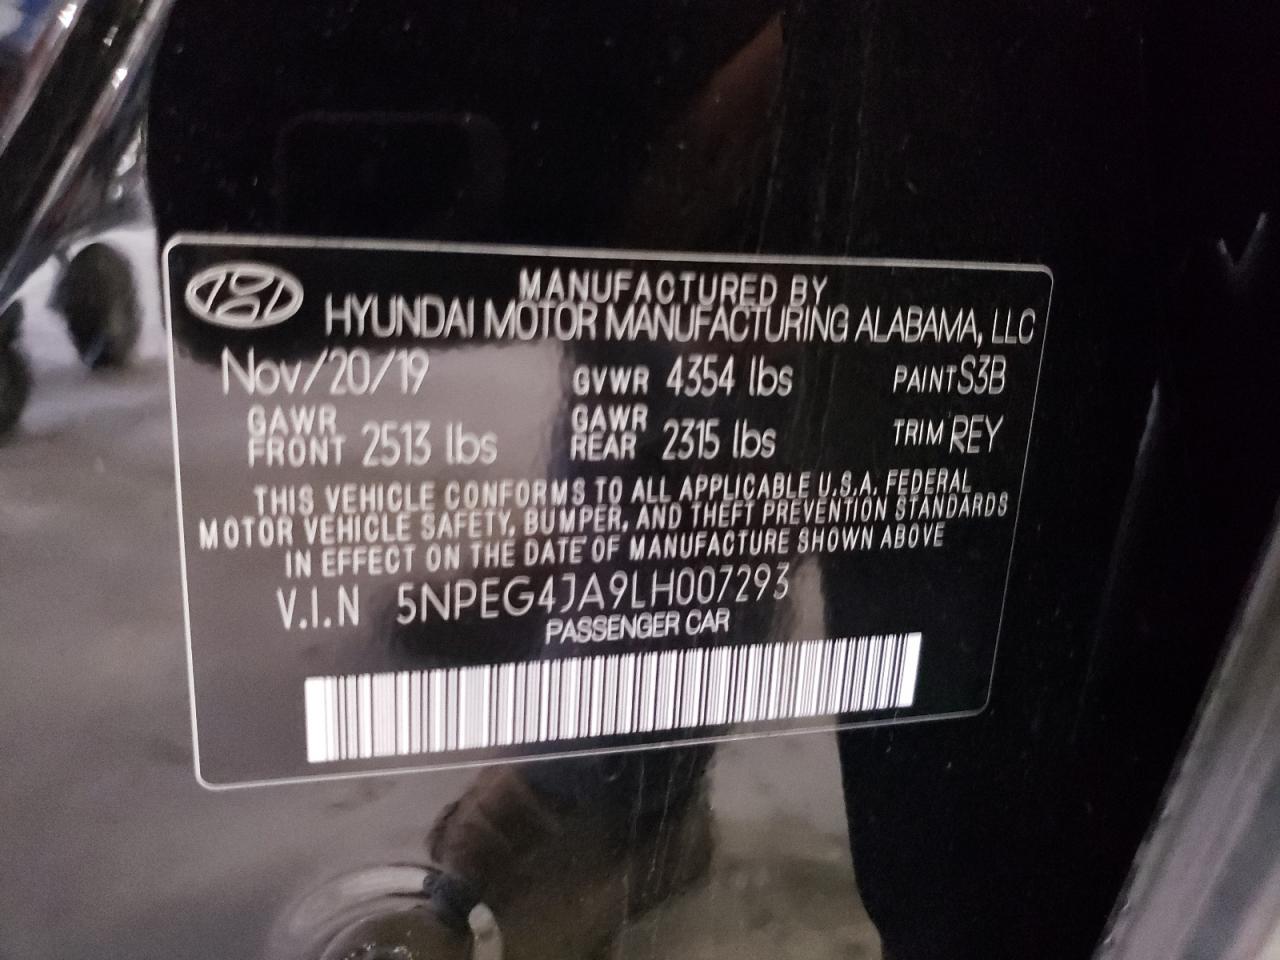 MANUFACTURED BY
HYUNDAI MOTOR MANUFACTURING ALABAMA, LLC
Nov/20/19 GVWR 4354 lbs PAINT S3B
GAWR FRONT 2513 lbs GAWR REAR 2315 lbs TRIM REY
THIS VEHICLE CONFORMS TO ALL APPLICABLE U.S.A. FEDERAL
MOTOR VEHICLE SAFETY, BUMPER, AND THEFT PREVENTION STANDARDS
IN EFFECT ON THE DATE OF MANUFACTURE SHOWN ABOVE
V.I.N 5NPEG4JA9LH007293
PASSENGER CAR